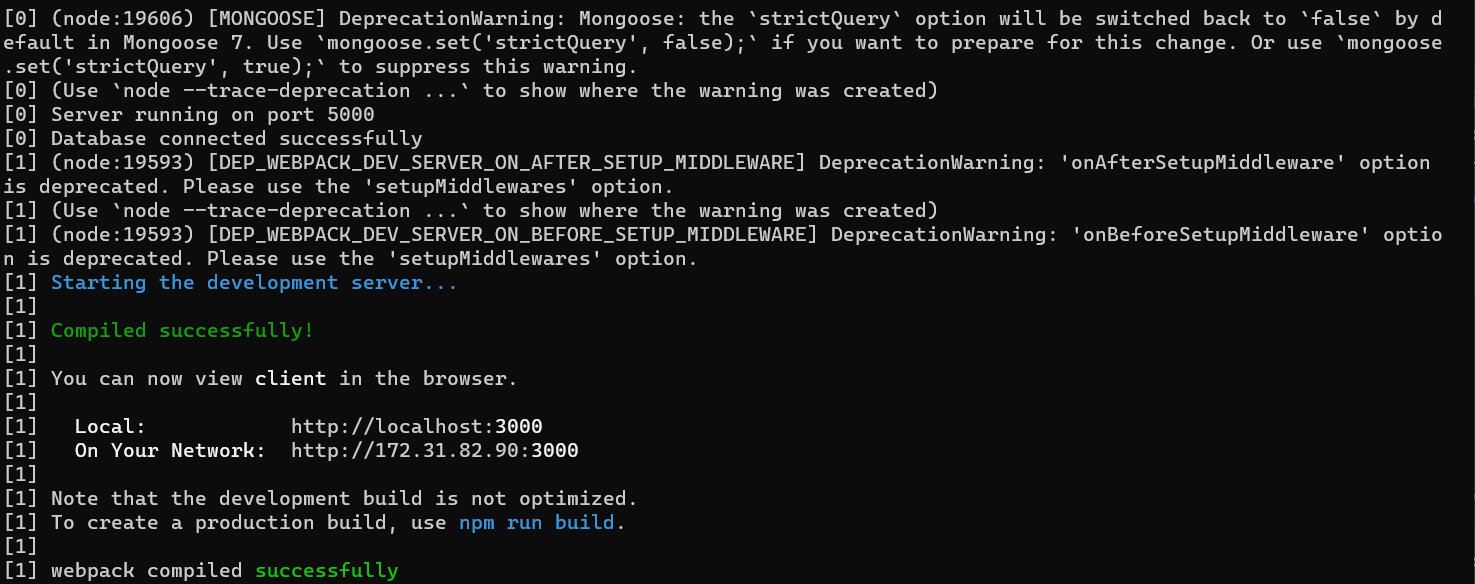 [0] (node:19606) [MONGOOSE] DeprecationWarning: Mongoose: the `strictQuery` option will be switched back to `false` by d
efault in Mongoose 7. Use `mongoose.set('strictQuery', false);` if you want to prepare for this change. Or use `mongoose
.set('strictQuery', true);` to suppress this warning.
[0] (Use `node --trace-deprecation ...` to show where the warning was created)
[0] Server running on port 5000
[0] Database connected successfully
[1] (node:19593) [DEP_WEBPACK_DEV_SERVER_ON_AFTER_SETUP_MIDDLEWARE] DeprecationWarning: 'onAfterSetupMiddleware' option
is deprecated. Please use the 'setupMiddlewares' option.
[1] (Use `node --trace-deprecation ...` to show where the warning was created)
[1] (node:19593) [DEP_WEBPACK_DEV_SERVER_ON_BEFORE_SETUP_MIDDLEWARE] DeprecationWarning: 'onBeforeSetupMiddleware' optio
n is deprecated. Please use the 'setupMiddlewares' option.
[1] Starting the development server...
[1]
[1] Compiled successfully!
[1]
[1] You can now view client in the browser.
[1]
[1]   Local:            http://localhost:3000
[1]   On Your Network:  http://172.31.82.90:3000
[1]
[1] Note that the development build is not optimized.
[1] To create a production build, use npm run build.
[1]
[1] webpack compiled successfully